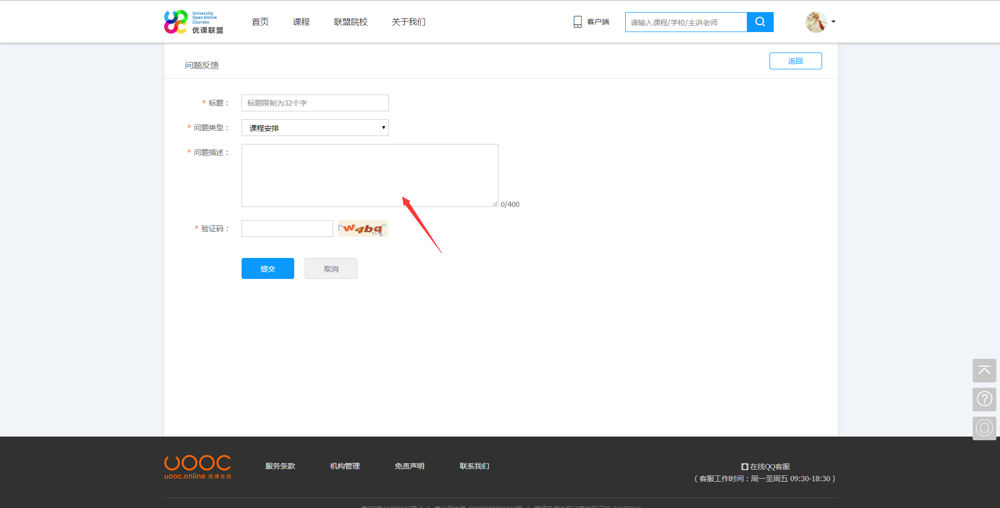 University
Open Online
Courses
优课联盟
首页
课程
联盟院校
关于我们
客户端
请输入课程/学校/主讲老师
问题反馈
返回
* 标题：
标题限制为32个字
* 问题类型：
课程安排
* 问题描述：
0/400
* 验证码：
w4bq
提交
取消
UOOC
uooc.online 优课在线
服务条款
机构管理
免责声明
联系我们
在线QQ客服
( 客服工作时间：周一至周五 09:30-18:30 )